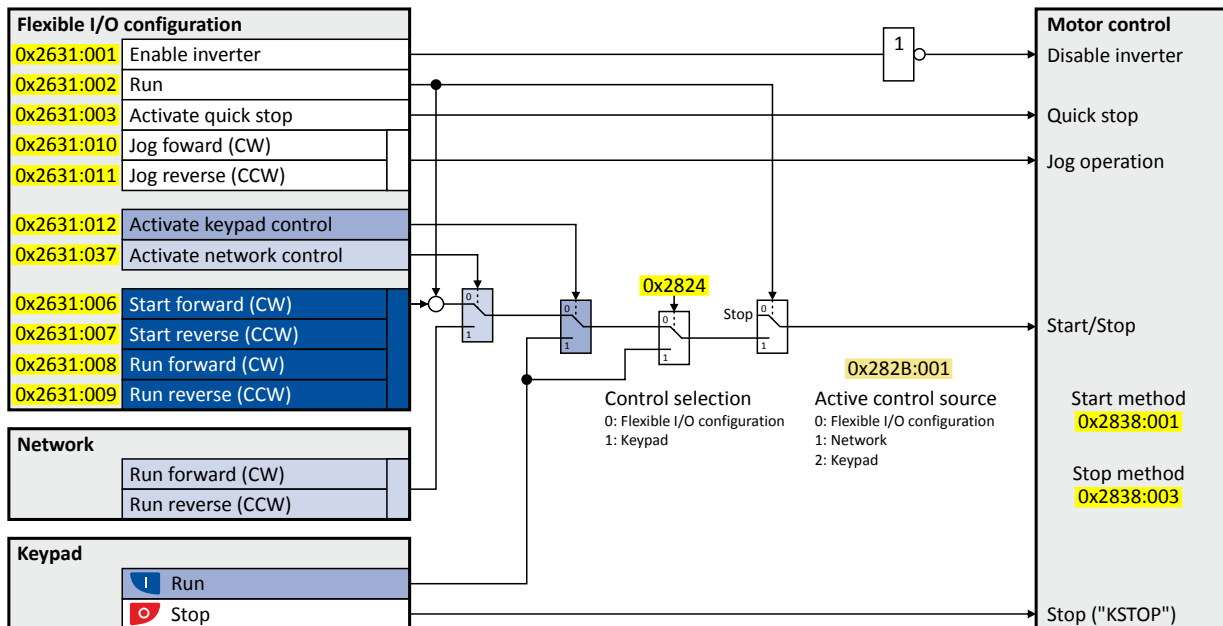 Flexible I/O configuration
0x2631:001 Enable inverter
0x2631:002 Run
0x2631:003 Activate quick stop
0x2631:010 Jog foward (CW)
0x2631:011 Jog reverse (CCW)
0x2631:012 Activate keypad control
0x2631:037 Activate network control
0x2631:006 Start forward (CW)
0x2631:007 Start reverse (CCW)
0x2631:008 Run forward (CW)
0x2631:009 Run reverse (CCW)
Network
Run forward (CW)
Run reverse (CCW)
Keypad
I Run
O Stop
1
0
1
0
1
0x2824
0
1
Stop
0
1
Control selection
0: Flexible I/O configuration
1: Keypad
0x282B:001
Active control source
0: Flexible I/O configuration
1: Network
2: Keypad
Motor control
Disable inverter
Quick stop
Jog operation
Start/Stop
Start method
0x2838:001
Stop method
0x2838:003
Stop ("KSTOP")